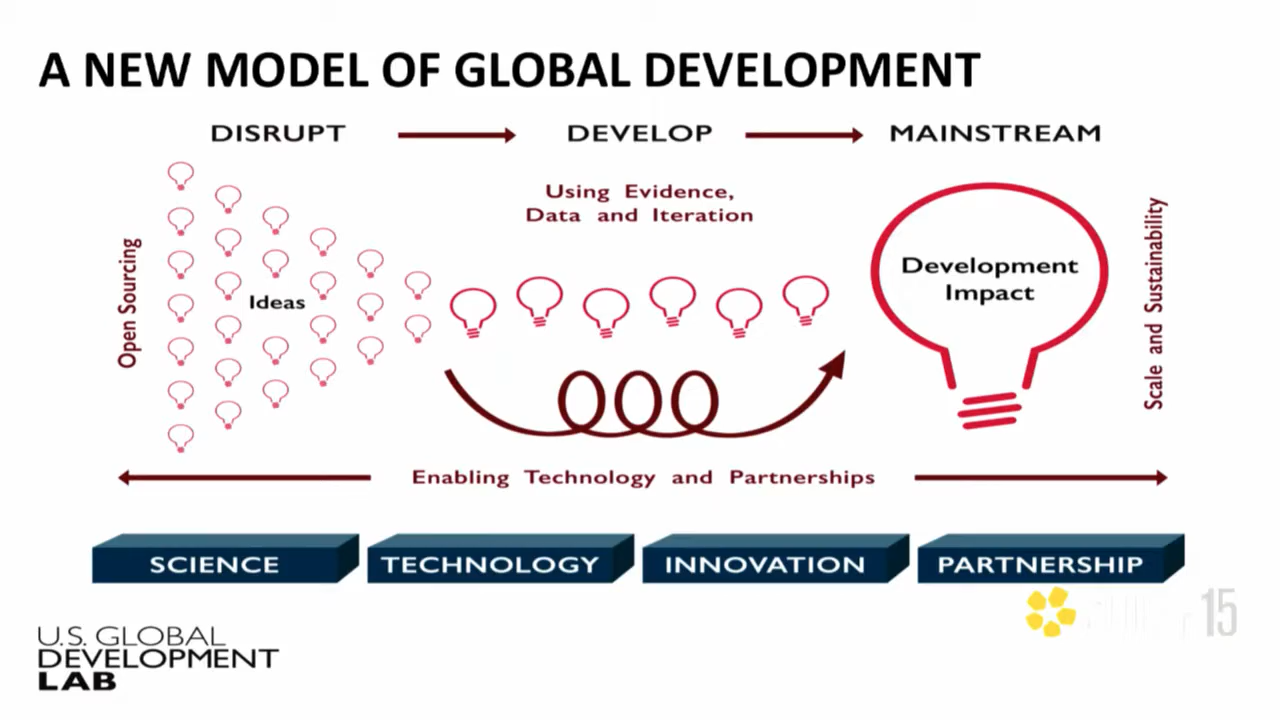 A NEW MODEL OF GLOBAL DEVELOPMENT
DISRUPT
DEVELOP
MAINSTREAM
Using Evidence,
Data and Iteration
Open Sourcing
Ideas
Development
Impact
Scale and Sustainability
Enabling Technology and Partnerships
SCIENCE
TECHNOLOGY
INNOVATION
PARTNERSHIP
15
U.S. GLOBAL
DEVELOPMENT
LAB